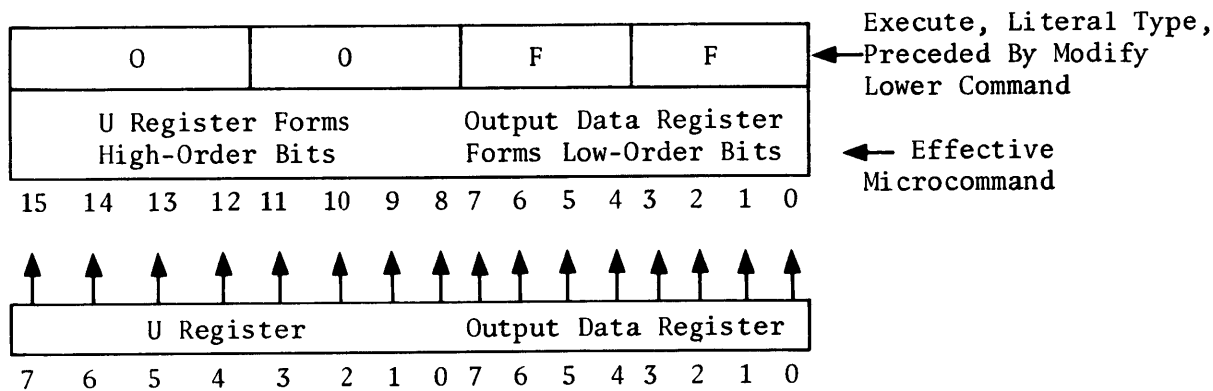 Execute, Literal Type,
0 0 F F Preceded By Modify
Lower Command
U Register Forms Output Data Register
High-Order Bits Forms Low-Order Bits
Effective
Microcommand
15 14 13 12 11 10 9 8 7 6 5 4 3 2 1 0
U Register Output Data Register
7 6 5 4 3 2 1 0 7 6 5 4 3 2 1 0